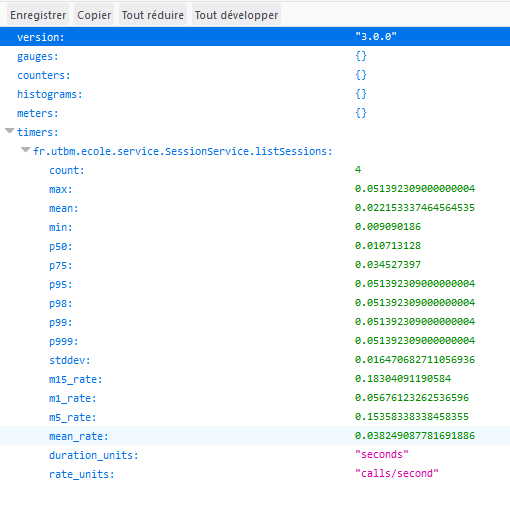 Enregistrer Copier Tout réduire Tout développer
version: "3.0.0"
gauges: {}
counters: {}
histograms: {}
meters: {}
timers:
fr.utbm.ecole.service.SessionService.listSessions:
count: 4
max: 0.051392309000000004
mean: 0.022153337464564535
min: 0.009090186
p50: 0.010713128
p75: 0.034527397
p95: 0.051392309000000004
p98: 0.051392309000000004
p99: 0.051392309000000004
p999: 0.051392309000000004
stddev: 0.016470682711056936
m15_rate: 0.18304091190584
m1_rate: 0.05676123262536596
m5_rate: 0.15358338338458355
mean_rate: 0.038249087781691886
duration_units: "seconds"
rate_units: "calls/second"